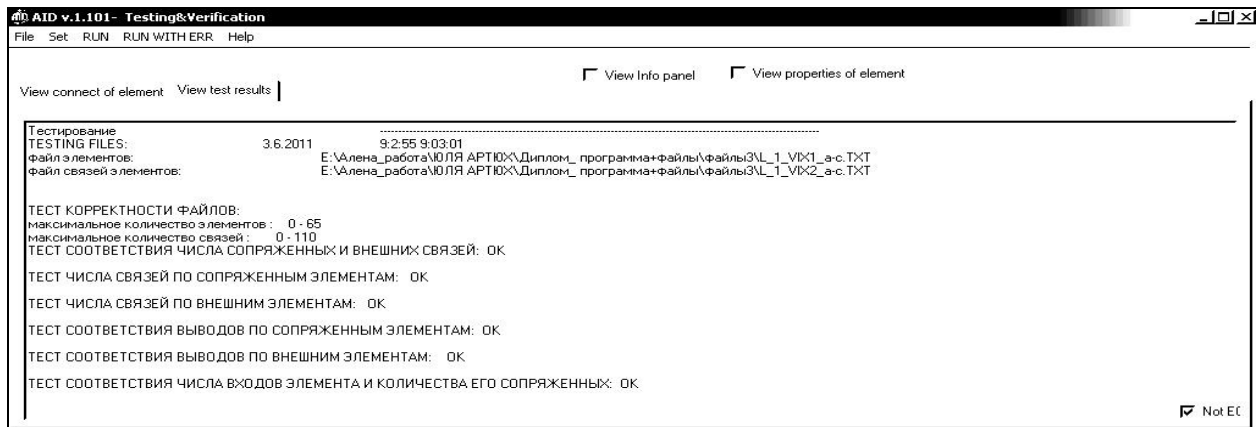 AID v.1.101- Testing&Verification
File Set RUN RUN WITH ERR Help
View Info panel View properties of element
View connect of element View test results
Тестирование
TESTING FILES: 3.6.2011 9:2:55 9:03:01
файл элементов: E:\Алена_работа\ЮЛЯ АРТЮХ\Диплом_ программа+файлы\файлы3\L_1_VIX1_a-c.TXT
файл связей элементов: E:\Алена_работа\ЮЛЯ АРТЮХ\Диплом_ программа+файлы\файлы3\L_1_VIX2_a-c.TXT
ТЕСТ КОРРЕКТНОСТИ ФАЙЛОВ:
максимальное количество элементов : 0 - 65
максимальное количество связей : 0 - 110
ТЕСТ СООТВЕТСТВИЯ ЧИСЛА СОПРЯЖЕННЫХ И ВНЕШНИХ СВЯЗЕЙ: OK
ТЕСТ ЧИСЛА СВЯЗЕЙ ПО СОПРЯЖЕННЫМ ЭЛЕМЕНТАМ: OK
ТЕСТ ЧИСЛА СВЯЗЕЙ ПО ВНЕШНИМ ЭЛЕМЕНТАМ: OK
ТЕСТ СООТВЕТСТВИЯ ВЫВОДОВ ПО СОПРЯЖЕННЫМ ЭЛЕМЕНТАМ: OK
ТЕСТ СООТВЕТСТВИЯ ВЫВОДОВ ПО ВНЕШНИМ ЭЛЕМЕНТАМ: OK
ТЕСТ СООТВЕТСТВИЯ ЧИСЛА ВХОДОВ ЭЛЕМЕНТА И КОЛИЧЕСТВА ЕГО СОПРЯЖЕННЫХ: OK
Not